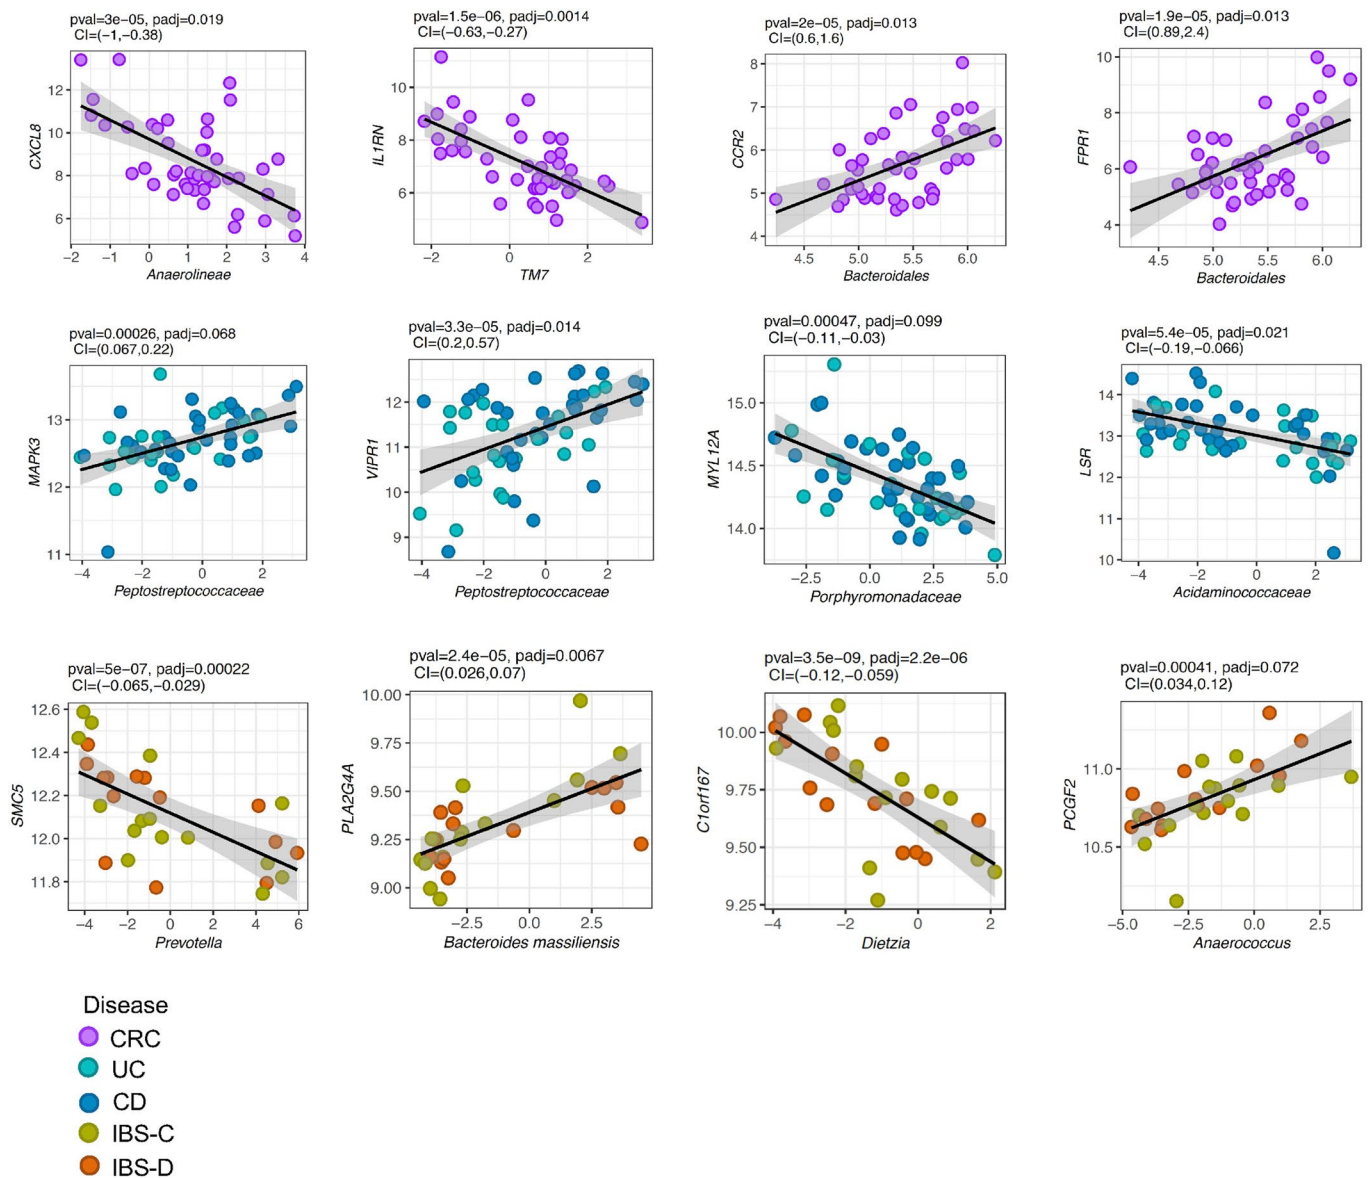 pval=3e−05, padj=0.019
CI=(−1,−0.38)
CXCL8
12
10
8
6
−2 −1 0 1 2 3 4
Anaerolineae
pval=1.5e−06, padj=0.0014
CI=(−0.63,−0.27)
IL1RN
10
8
6
−2 0 2
TM7
pval=2e−05, padj=0.013
CI=(0.6,1.6)
CCR2
8
7
6
5
4
4.5 5.0 5.5 6.0
Bacteroidales
pval=1.9e−05, padj=0.013
CI=(0.89,2.4)
FPR1
10
8
6
4
4.5 5.0 5.5 6.0
Bacteroidales
pval=0.00026, padj=0.068
CI=(0.067,0.22)
MAPK3
13
12
11
−4 −2 0 2
Peptostreptococcaceae
pval=3.3e−05, padj=0.014
CI=(0.2,0.57)
VIPR1
12
11
10
9
−4 −2 0 2
Peptostreptococcaceae
pval=0.00047, padj=0.099
CI=(−0.11,−0.03)
MYL12A
15.0
14.5
14.0
−2.5 0.0 2.5 5.0
Porphyromonadaceae
pval=5.4e−05, padj=0.021
CI=(−0.19,−0.066)
LSR
14
13
12
11
10
−4 −2 0 2
Acidaminococcaceae
pval=5e−07, padj=0.00022
CI=(−0.065,−0.029)
SMC5
12.6
12.4
12.2
12.0
11.8
−4 −2 0 2 4 6
Prevotella
pval=2.4e−05, padj=0.0067
CI=(0.026,0.07)
PLA2G4A
10.00
9.75
9.50
9.25
9.00
−2.5 0.0 2.5
Bacteroides massiliensis
pval=3.5e−09, padj=2.2e−06
CI=(−0.12,−0.059)
C1orf167
10.00
9.75
9.50
9.25
−4 −2 0 2
Dietzia
pval=0.00041, padj=0.072
CI=(0.034,0.12)
PCGF2
11.0
10.5
−5.0 −2.5 0.0 2.5
Anaerococcus
Disease
CRC
UC
CD
IBS-C
IBS-D